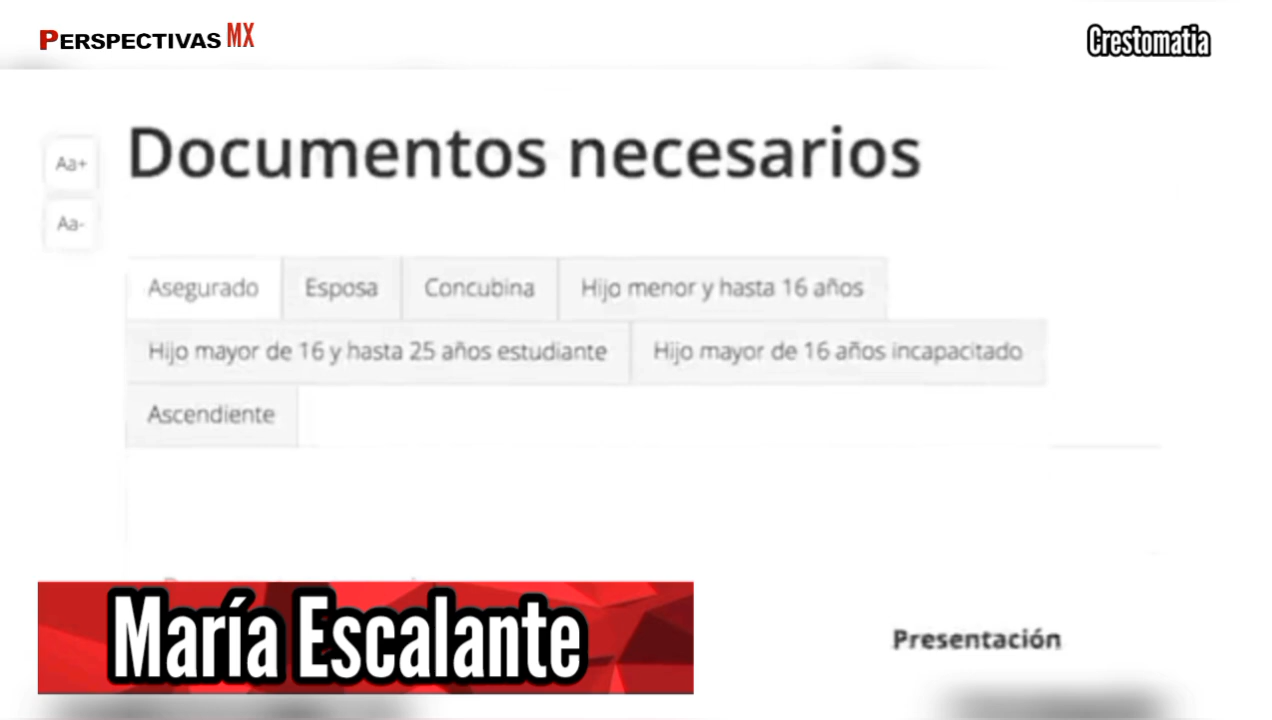 PERSPECTIVAS MX
Crestomatia
Aa+
Documentos necesarios
Aa-
Asegurado
Esposa
Concubina
Hijo menor y hasta 16 años
Hijo mayor de 16 y hasta 25 años estudiante
Hijo mayor de 16 años incapacitado
Ascendiente
María Escalante
Presentación